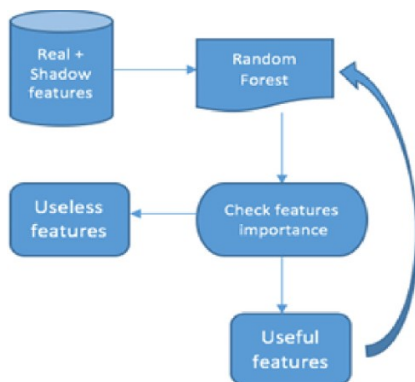 Real +
Shadow
features
Random
Forest
Useless
features
Check features
importance
Useful
features